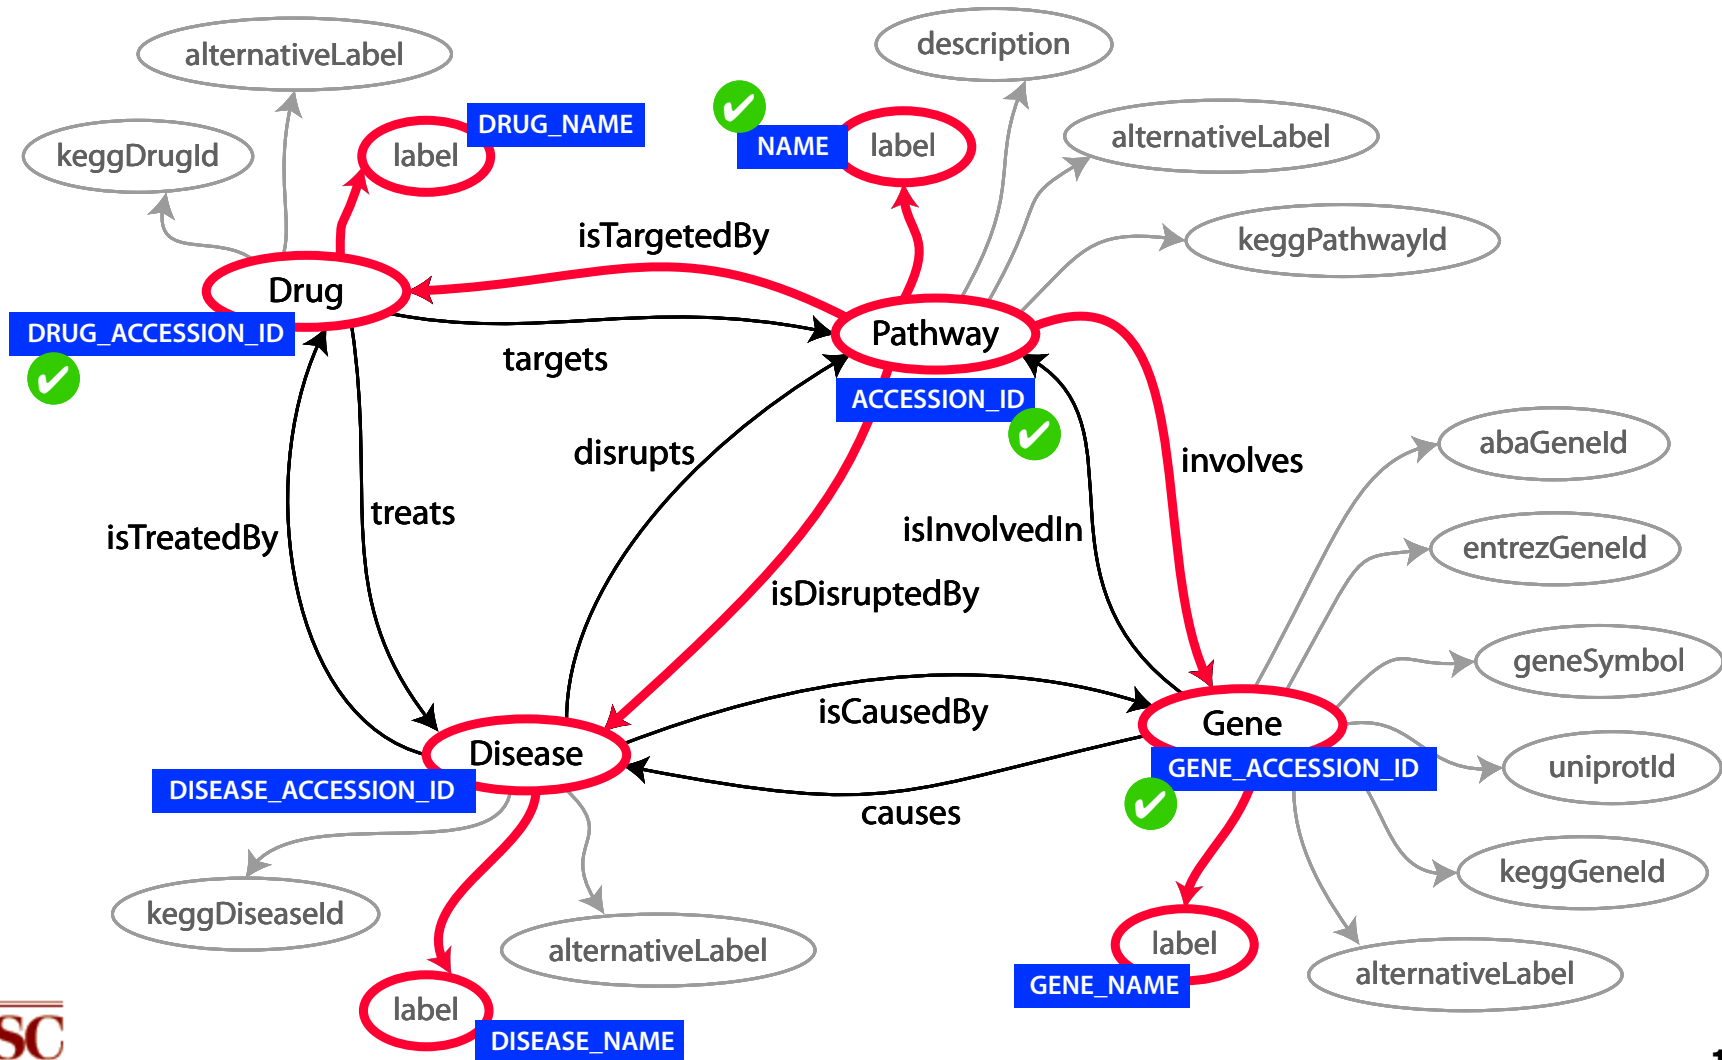 alternativeLabel
description
DRUG_NAME
NAME
label
label
alternativeLabel
keggDrugId
isTargetedBy
keggPathwayId
Drug
DRUG_ACCESSION_ID
Pathway
targets
ACCESSION_ID
disrupts
involves
abaGeneId
treats
isTreatedBy
isInvolvedIn
entrezGeneId
isDisruptedBy
geneSymbol
isCausedBy
Gene
Disease
GENE_ACCESSION_ID
uniprotId
DISEASE_ACCESSION_ID
causes
keggGeneId
keggDiseaseId
alternativeLabel
label
alternativeLabel
GENE_NAME
label
DISEASE_NAME
SC